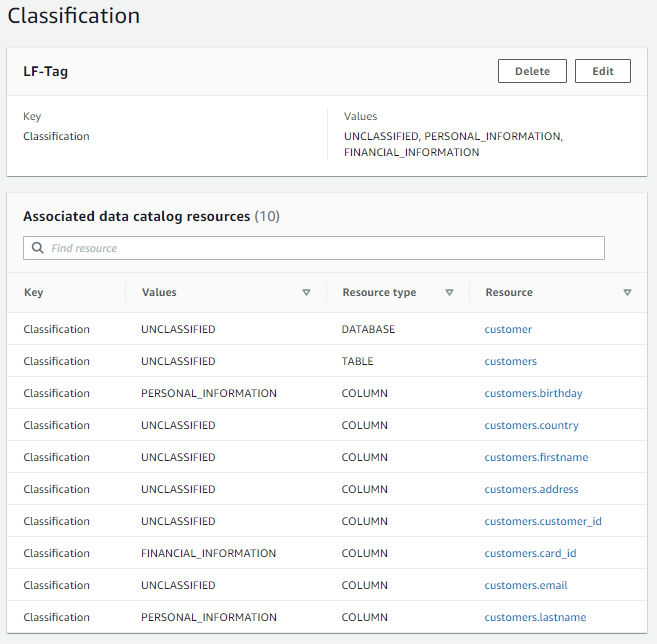 Classification
LF-Tag Delete Edit
Key Values
Classification UNCLASSIFIED, PERSONAL_INFORMATION,
FINANCIAL_INFORMATION
Associated data catalog resources (10)
Find resource
Key Values Resource type Resource
Classification UNCLASSIFIED DATABASE customer
Classification UNCLASSIFIED TABLE customers
Classification PERSONAL_INFORMATION COLUMN customers.birthday
Classification UNCLASSIFIED COLUMN customers.country
Classification UNCLASSIFIED COLUMN customers.firstname
Classification UNCLASSIFIED COLUMN customers.address
Classification UNCLASSIFIED COLUMN customers.customer_id
Classification FINANCIAL_INFORMATION COLUMN customers.card_id
Classification UNCLASSIFIED COLUMN customers.email
Classification PERSONAL_INFORMATION COLUMN customers.lastname